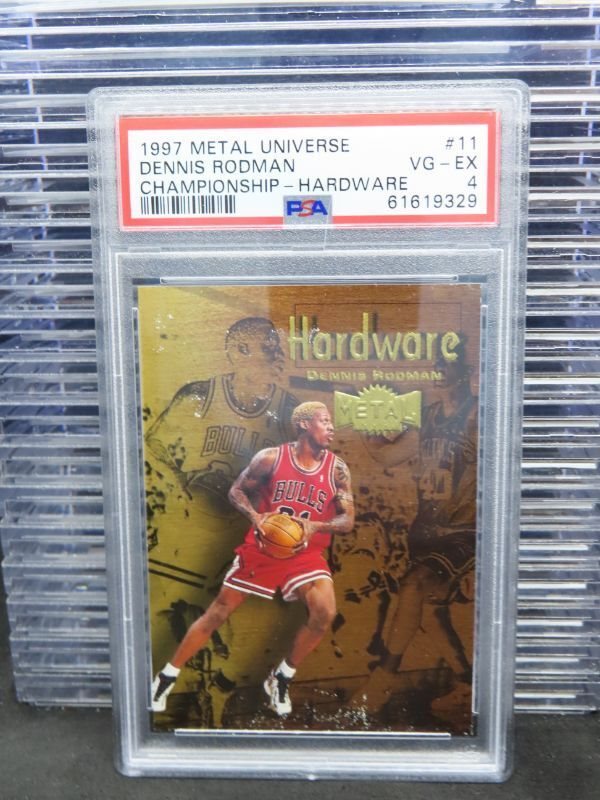 1997 METAL UNIVERSE #11
DENNIS RODMAN VG-EX
CHAMPIONSHIP-HARDWARE 4
PSA 61619329
Hardware
DENNIS RODMAN
METAL
BULLS
BULLS